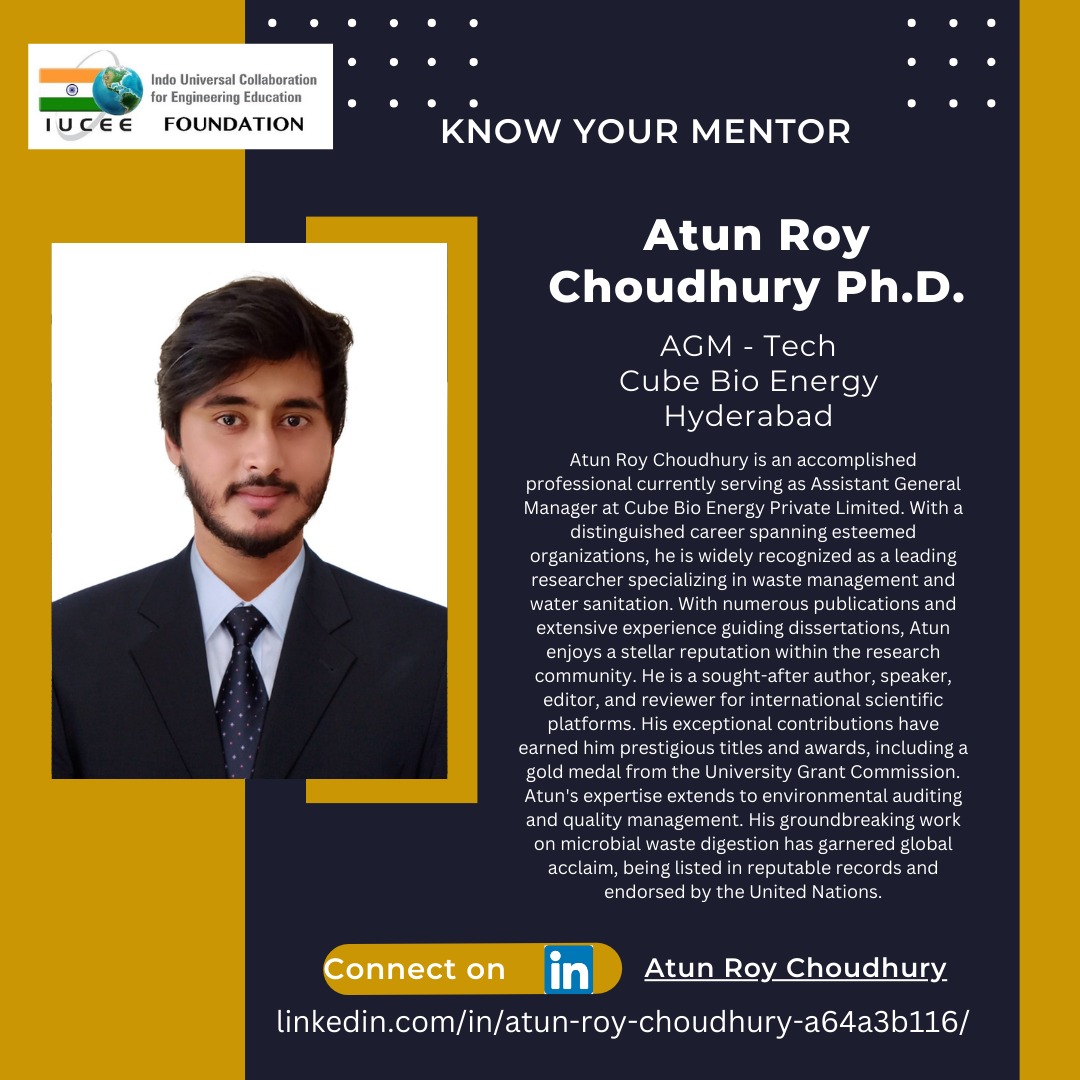 Indo Universal Collaboration
for Engineering Education
IUCEE FOUNDATION
KNOW YOUR MENTOR
Atun Roy
Choudhury Ph.D.
AGM - Tech
Cube Bio Energy
Hyderabad
Atun Roy Choudhury is an accomplished
professional currently serving as Assistant General
Manager at Cube Bio Energy Private Limited. With a
distinguished career spanning esteemed
organizations, he is widely recognized as a leading
researcher specializing in waste management and
water sanitation. With numerous publications and
extensive experience guiding dissertations, Atun
enjoys a stellar reputation within the research
community. He is a sought-after author, speaker,
editor, and reviewer for international scientific
platforms. His exceptional contributions have
earned him prestigious titles and awards, including a
gold medal from the University Grant Commission.
Atun's expertise extends to environmental auditing
and quality management. His groundbreaking work
on microbial waste digestion has garnered global
acclaim, being listed in reputable records and
endorsed by the United Nations.
Connect on in Atun Roy Choudhury
linkedin.com/in/atun-roy-choudhury-a64a3b116/